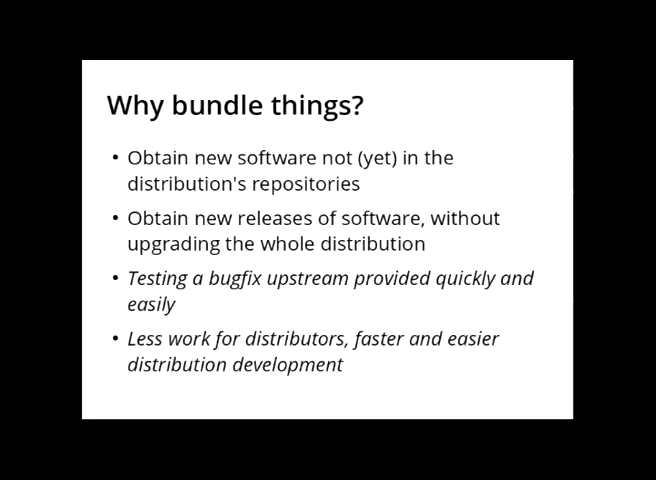 Why bundle things?
• Obtain new software not (yet) in the
distribution's repositories
• Obtain new releases of software, without
upgrading the whole distribution
• Testing a bugfix upstream provided quickly and
easily
• Less work for distributors, faster and easier
distribution development